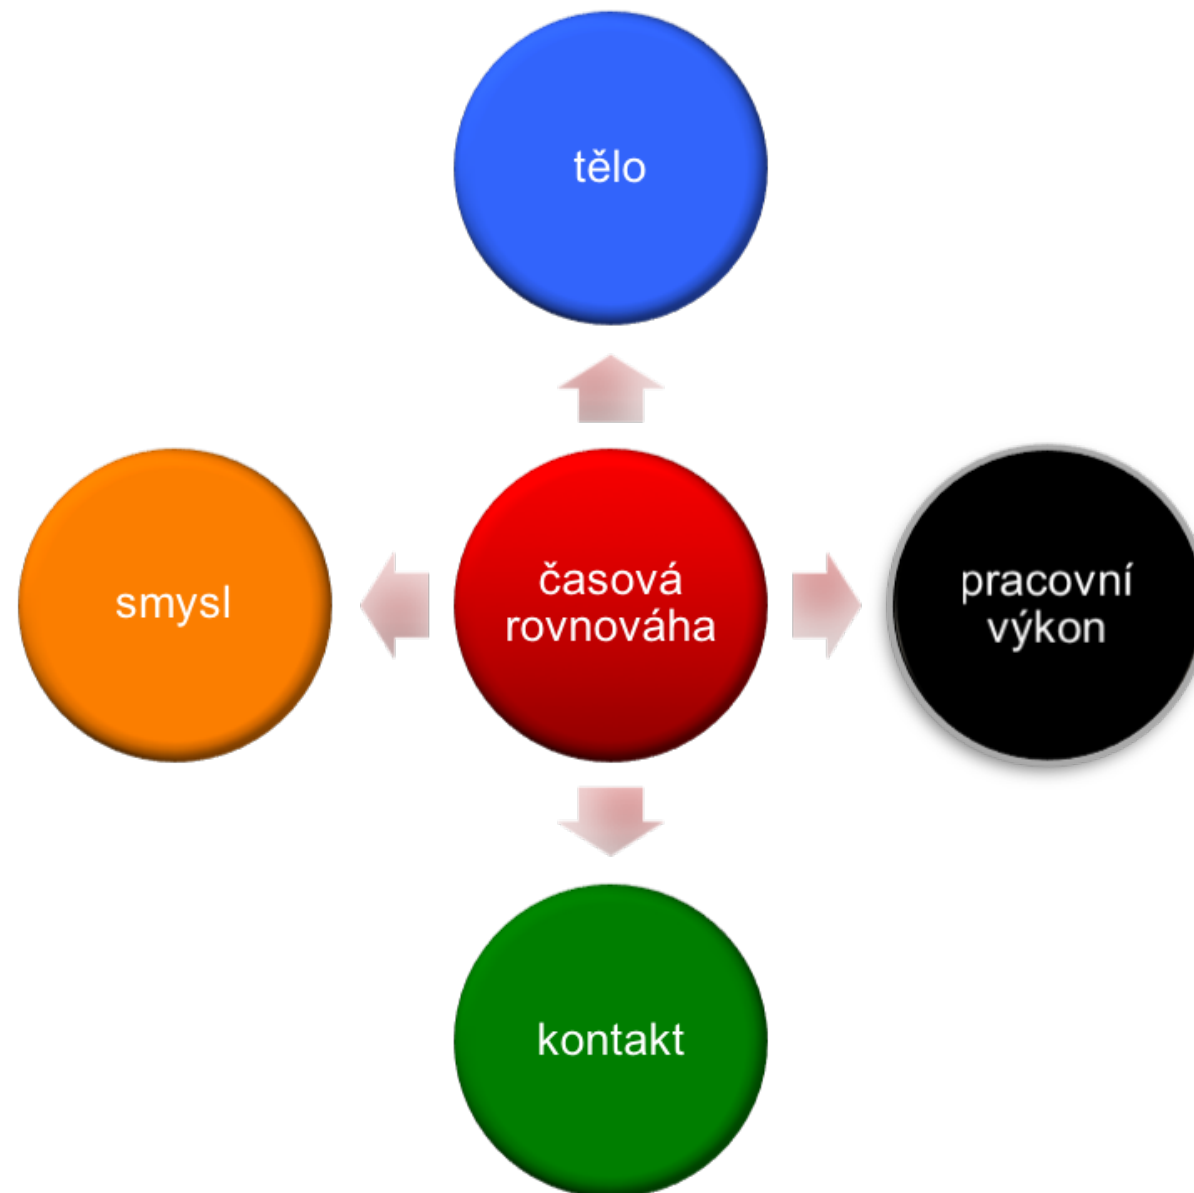 tělo
smysl
časová
rovnováha
pracovní
výkon
kontakt